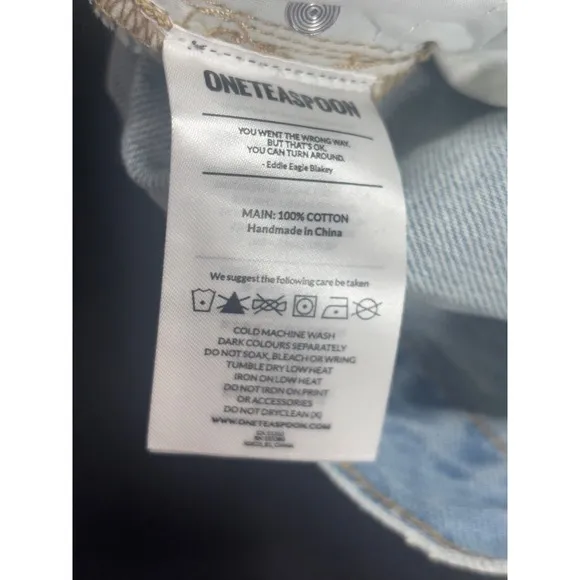 ONETEASPOON
YOU WENT THE WRONG WAY.
BUT THAT'S OK.
YOU CAN TURN AROUND.
- Eddie Eagle Blakey
MAIN: 100% COTTON
Handmade in China
We suggest the following care be taken
COLD MACHINE WASH
DARK COLOURS SEPARATELY
DO NOT SOAK, BLEACH OR WRING
TUMBLE DRY LOW HEAT
IRON ON LOW HEAT
DO NOT IRON ON PRINT
OR ACCESSORIES
DO NOT DRYCLEAN (X)
WWW.ONETEASPOON.COM